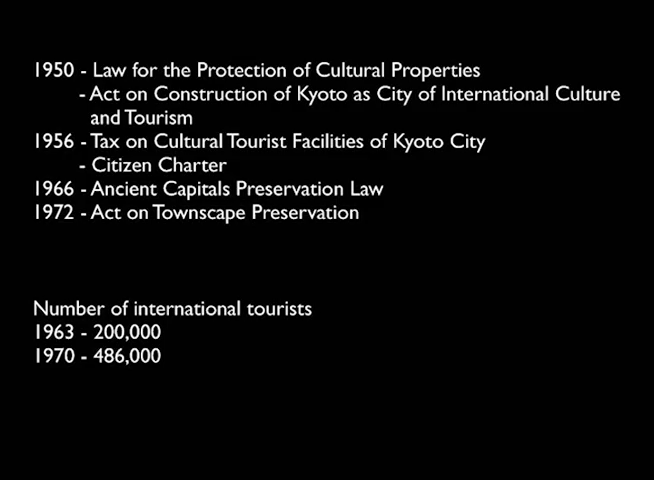 1950 - Law for the Protection of Cultural Properties
- Act on Construction of Kyoto as City of International Culture
and Tourism
1956 - Tax on Cultural Tourist Facilities of Kyoto City
- Citizen Charter
1966 - Ancient Capitals Preservation Law
1972 - Act on Townscape Preservation
Number of international tourists
1963 - 200,000
1970 - 486,000